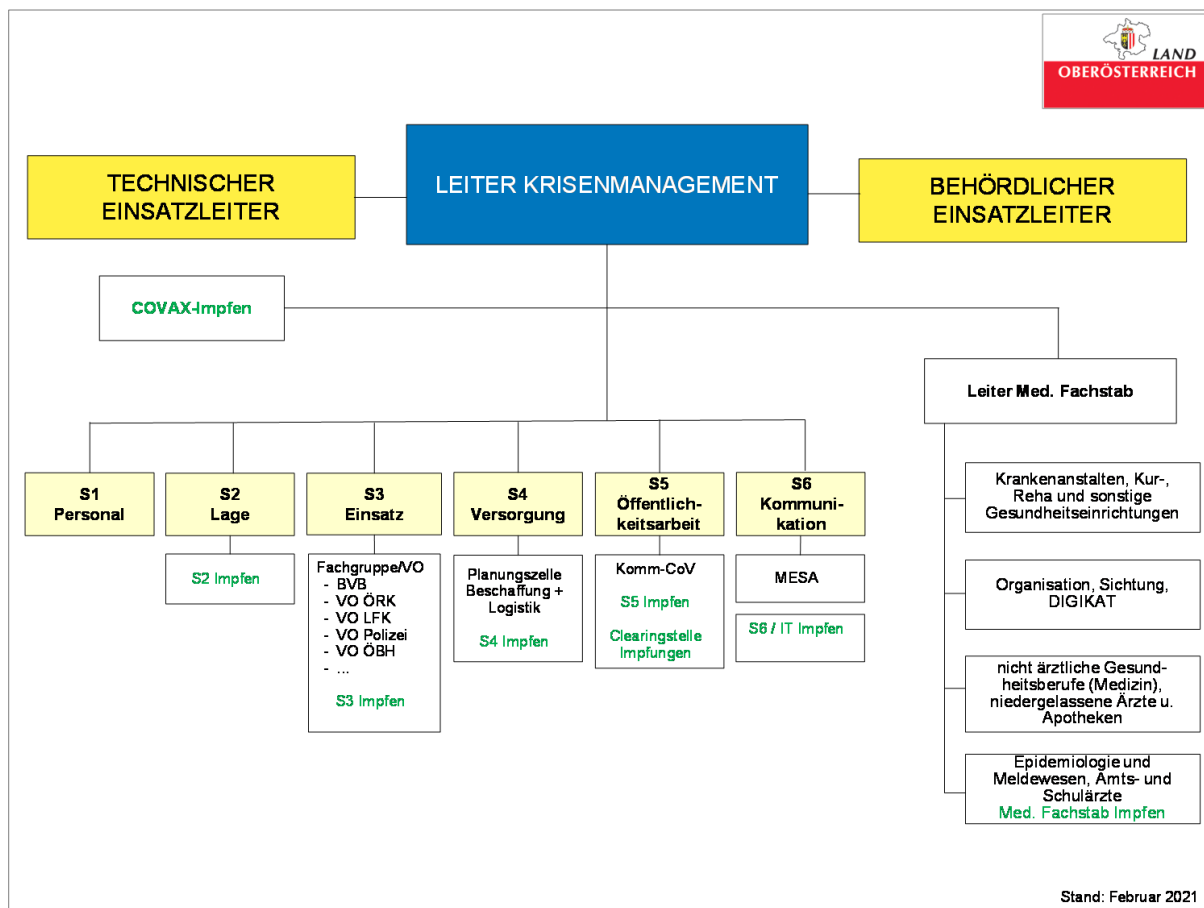 LAND
OBERÖSTERREICH
TECHNISCHER
EINSATZLEITER
LEITER KRISENMANAGEMENT
BEHÖRDLICHER
EINSATZLEITER
COVAX-Impfen
Leiter Med. Fachstab
S1
Personal
S2
Lage
S2 Impfen
S3
Einsatz
Fachgruppe/VO
- BVB
- VO ÖRK
- VO LFK
- VO Polizei
- VO ÖBH
- ...
S3 Impfen
S4
Versorgung
Planungszelle
Beschaffung +
Logistik
S4 Impfen
S5
Öffentlich-
keitsarbeit
Komm-CoV
S5 Impfen
Clearingstelle
Impfungen
S6
Kommuni-
kation
MESA
S6 / IT Impfen
Krankenanstalten, Kur-,
Reha und sonstige
Gesundheitseinrichtungen
Organisation, Sichtung,
DIGIKAT
nicht ärztliche Gesund-
heitsberufe (Medizin),
niedergelassene Ärzte u.
Apotheken
Epidemiologie und
Meldewesen, Amts- und
Schulärzte
Med. Fachstab Impfen
Stand: Februar 2021